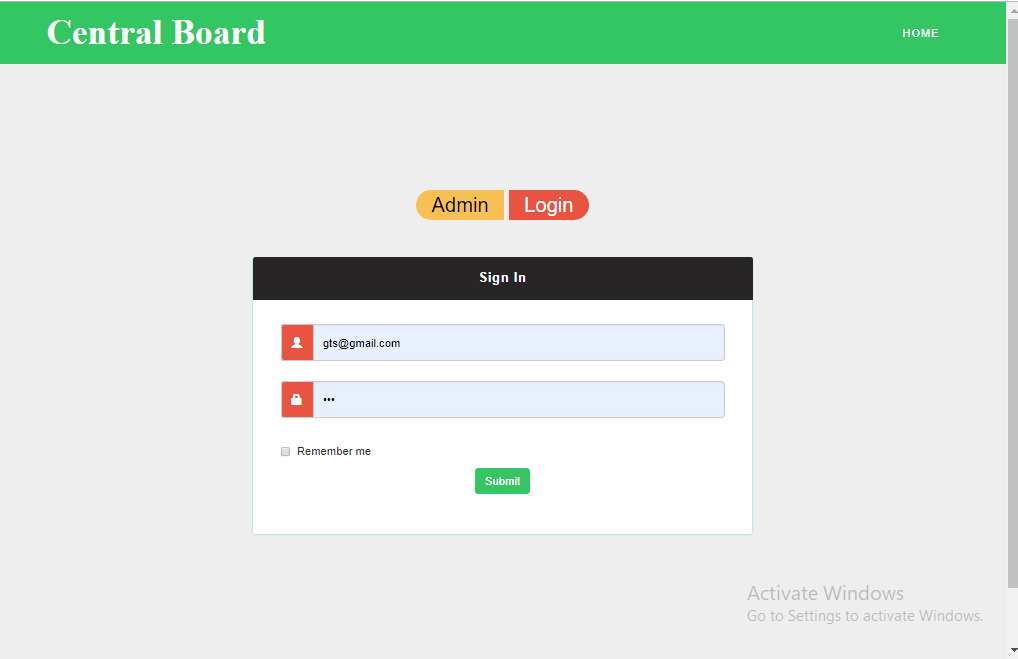 Central Board
HOME
Admin Login
Sign In
gts@gmail.com
•••
Remember me
Submit
Activate Windows
Go to Settings to activate Windows.